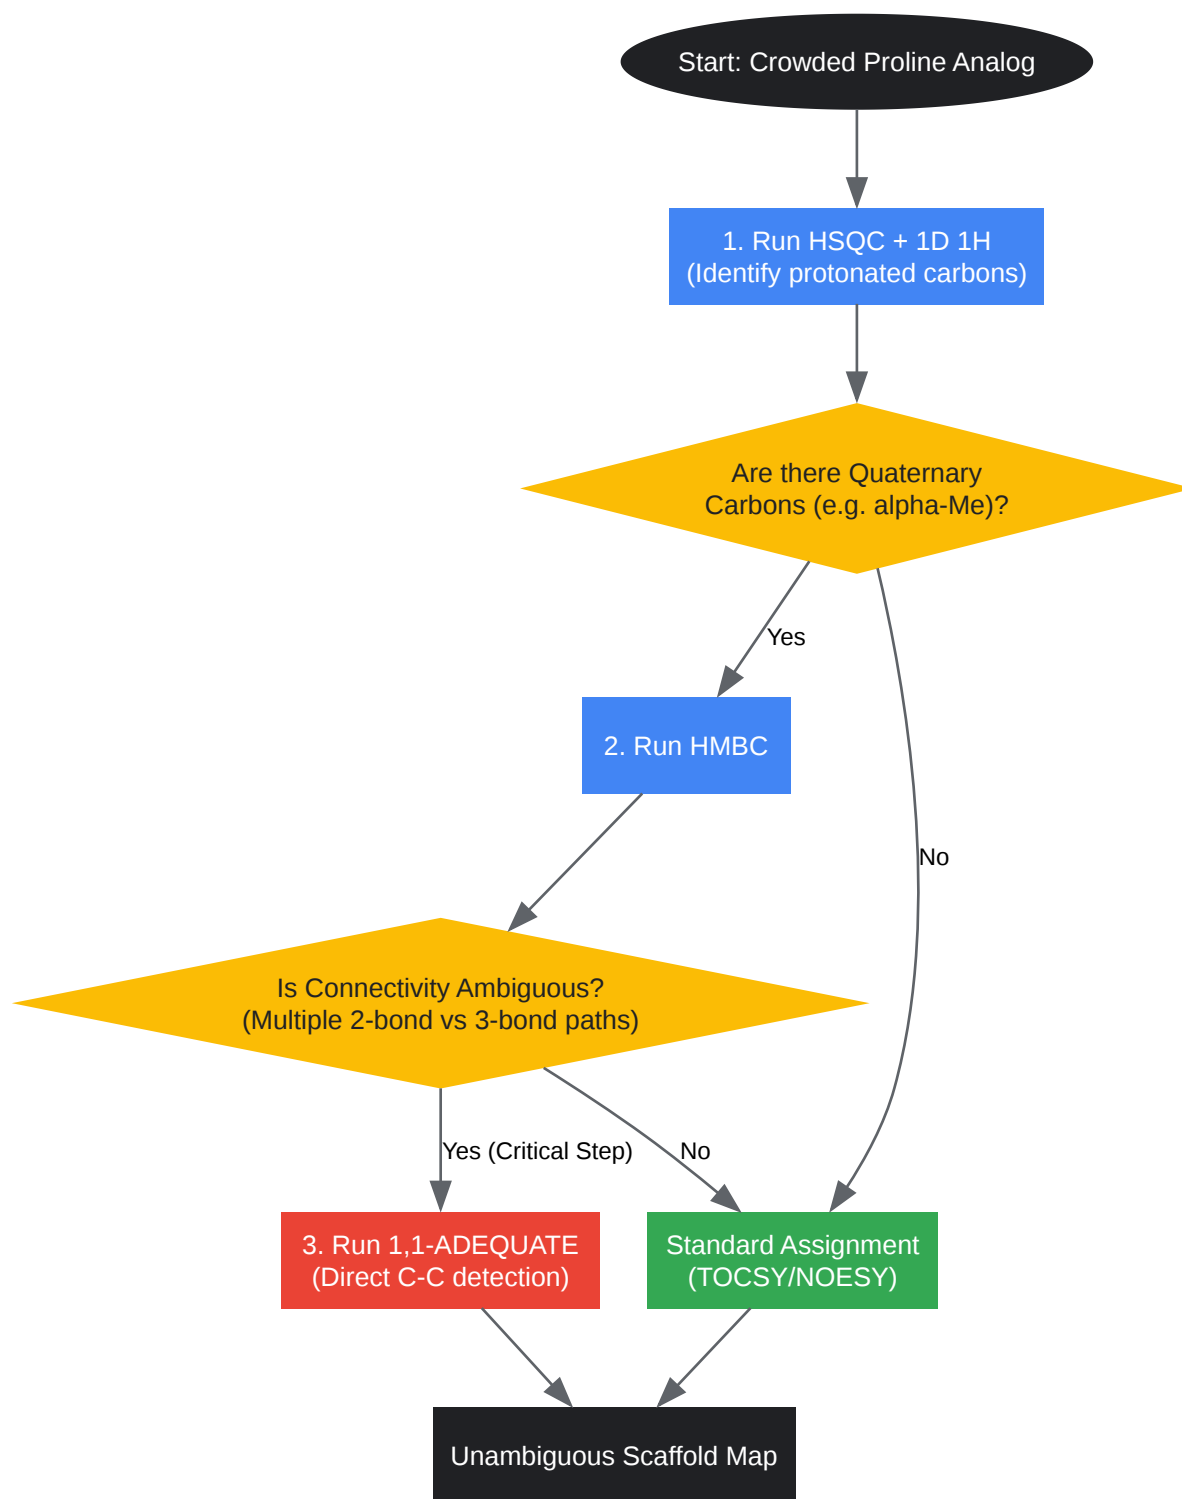 Start: Crowded Proline Analog
1. Run HSQC + 1D 1H
(Identify protonated carbons)
Are there Quaternary
Carbons (e.g. alpha-Me)?
Yes
2. Run HMBC
No
Is Connectivity Ambiguous?
(Multiple 2-bond vs 3-bond paths)
Yes (Critical Step)
No
3. Run 1,1-ADEQUATE
(Direct C-C detection)
Standard Assignment
(TOCSY/NOESY)
Unambiguous Scaffold Map